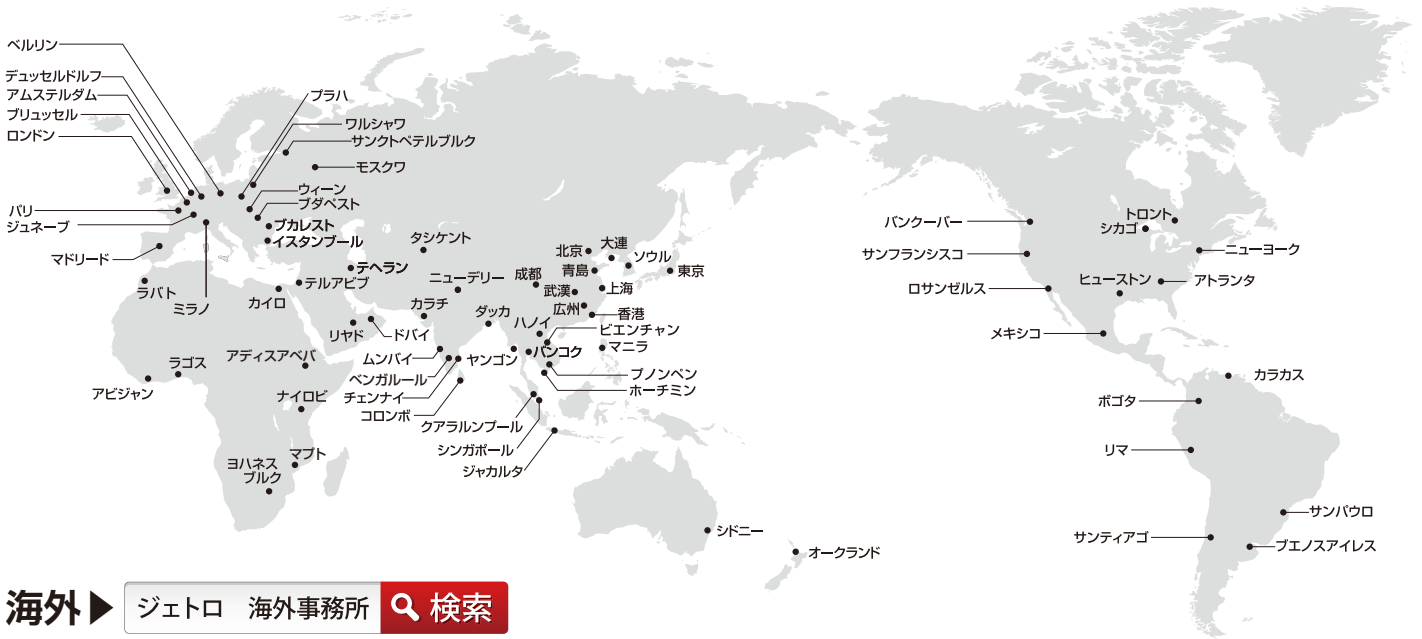 ベルリン
デュッセルドルフ
アムステルダム
ブリュッセル
ロンドン
パリ
ジュネーブ
マドリード
ラバト
ミラノ
プラハ
ワルシャワ
サンクトペテルブルク
モスクワ
ウィーン
ブダペスト
ブカレスト
イスタンブール
テヘラン
テルアビブ
カイロ
リヤド
ドバイ
タシケント
ニューデリー
カラチ
ダッカ
ムンバイ
ベンガルール
チェンナイ
コロンボ
ヤンゴン
北京
大連
ソウル
東京
成都
青島
武漢
上海
広州
香港
ハノイ
ビエンチャン
バンコク
マニラ
プノンペン
ホーチミン
クアラルンプール
シンガポール
ジャカルタ
アディスアベバ
ラゴス
アビジャン
ナイロビ
マプト
ヨハネス
ブルク
シドニー
オークランド
バンクーバー
サンフランシスコ
ロサンゼルス
メキシコ
トロント
シカゴ
ニューヨーク
ヒューストン
アトランタ
カラカス
ボゴタ
リマ
サンパウロ
サンティアゴ
ブエノスアイレス
海外▶ ジェトロ 海外事務所 検索